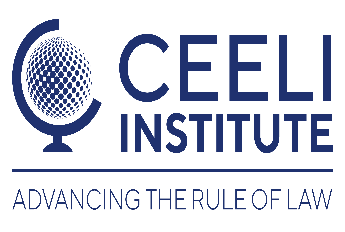 CEELI
INSTITUTE
ADVANCING THE RULE OF LAW